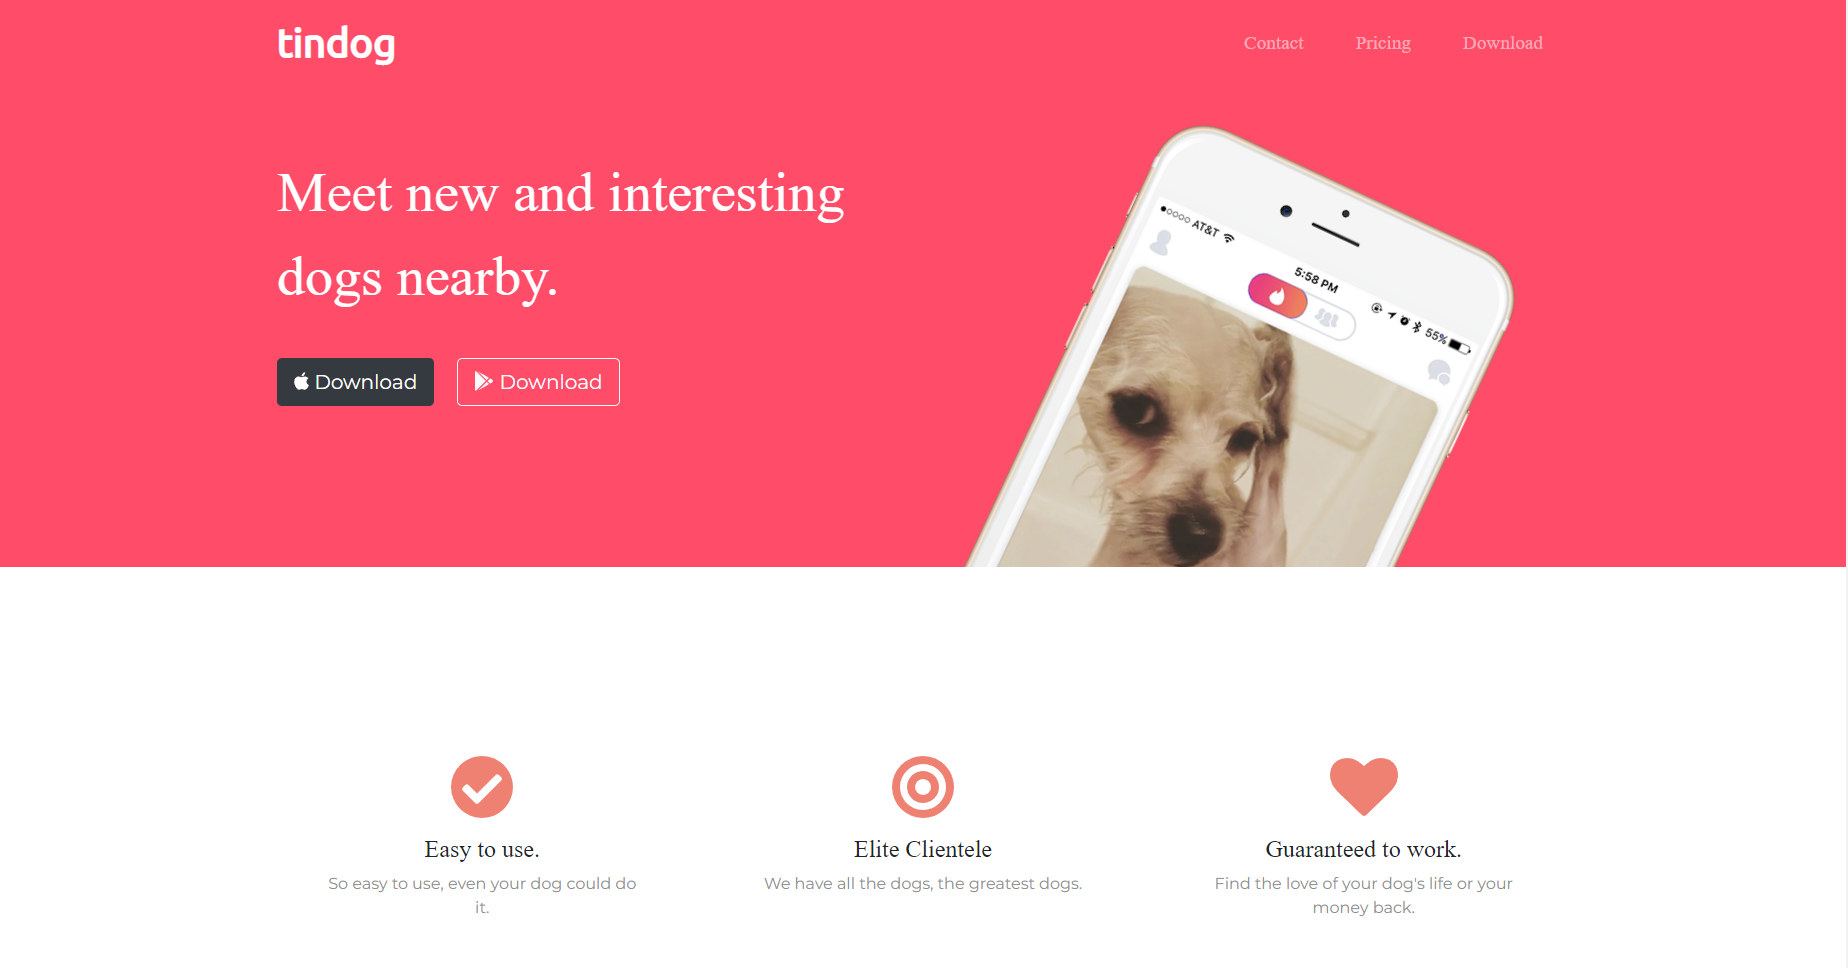 tindog
Contact Pricing Download
Meet new and interesting
dogs nearby.
Download Download
AT&T
5:58 PM
55%
Easy to use.
So easy to use, even your dog could do
it.
Elite Clientele
We have all the dogs, the greatest dogs.
Guaranteed to work.
Find the love of your dog's life or your
money back.